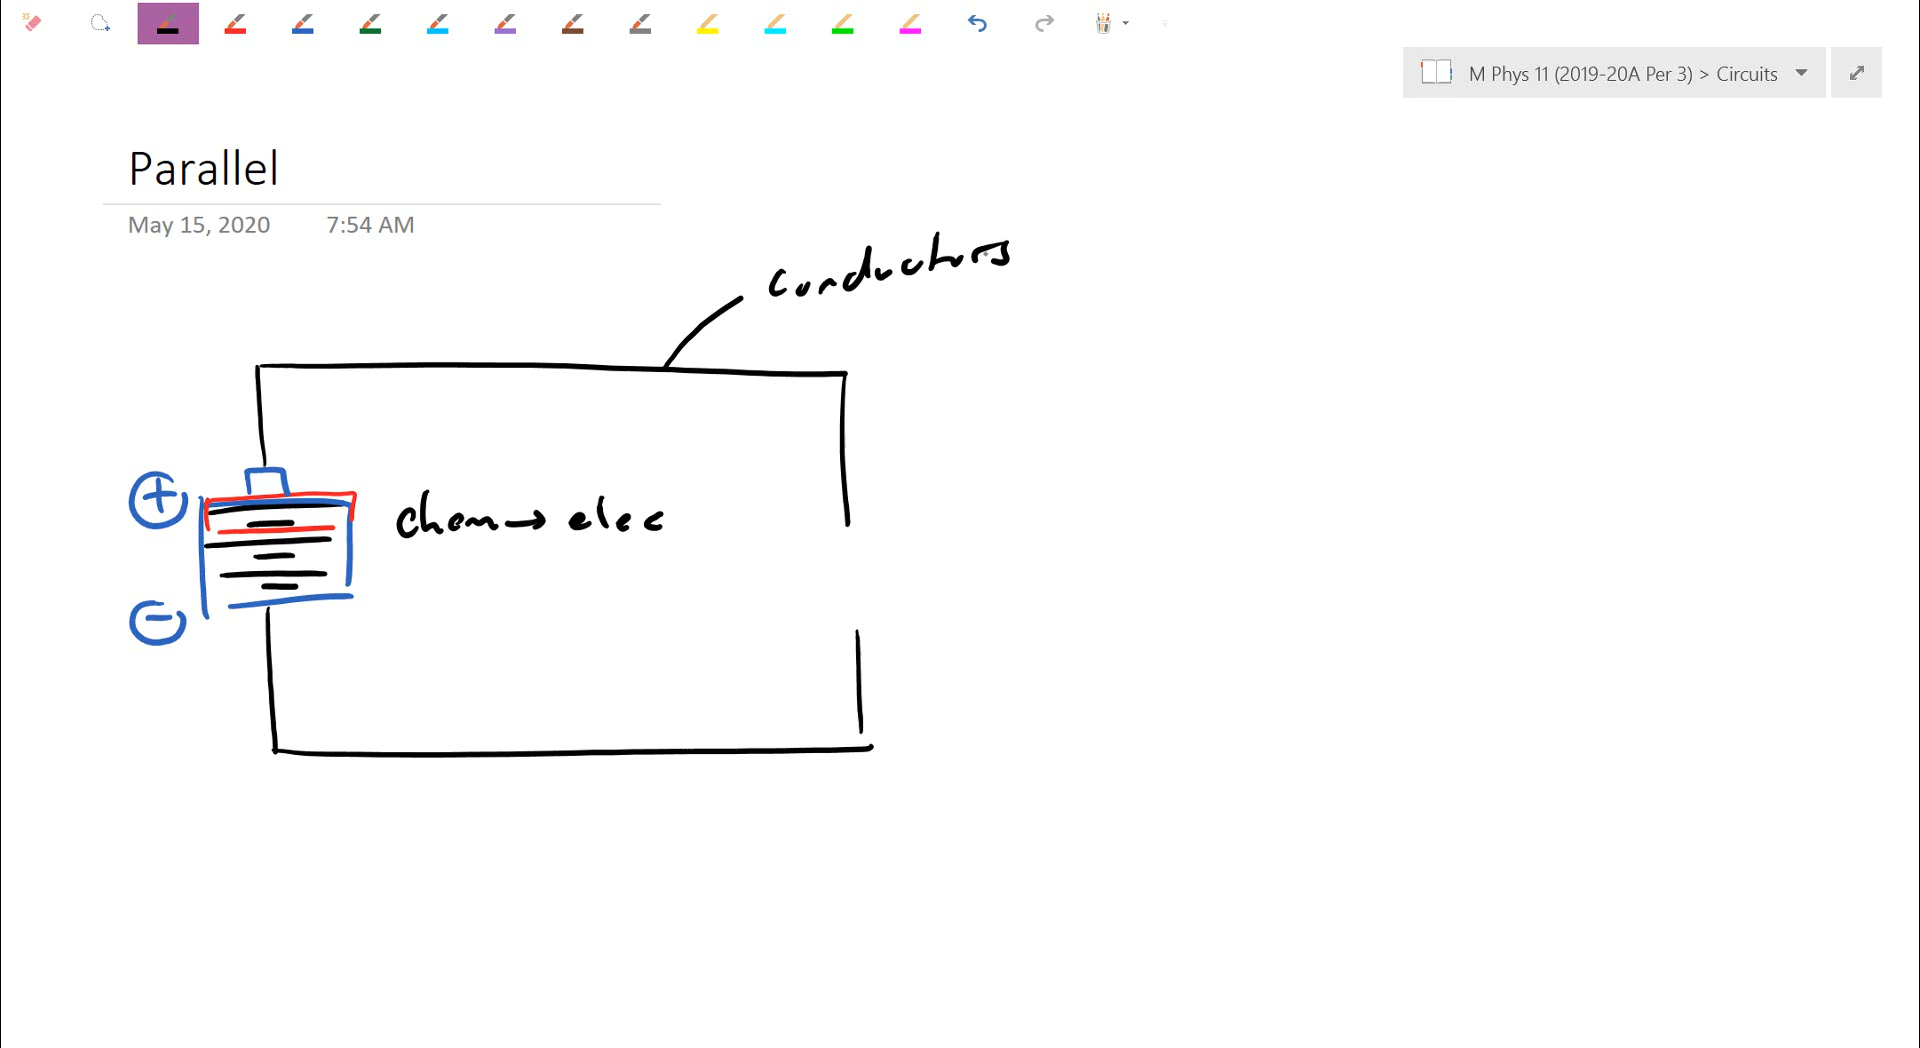 M Phys 11 (2019-20A Per 3) > Circuits
Parallel
May 15, 2020 7:54 AM
conductors
+
chem → elec
−